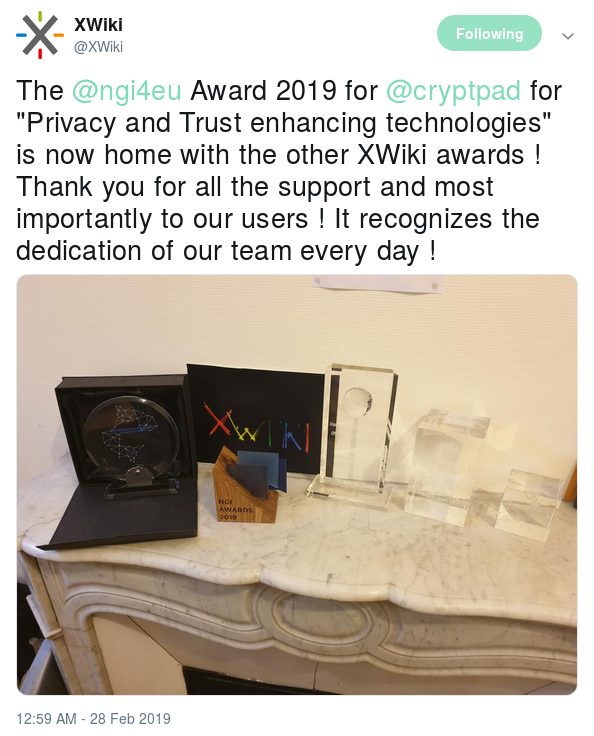 XWiki
@XWiki
Following
The @ngi4eu Award 2019 for @cryptpad for
"Privacy and Trust enhancing technologies"
is now home with the other XWiki awards !
Thank you for all the support and most
importantly to our users ! It recognizes the
dedication of our team every day !
XWiki
NGI
AWARDS
2019
12:59 AM - 28 Feb 2019